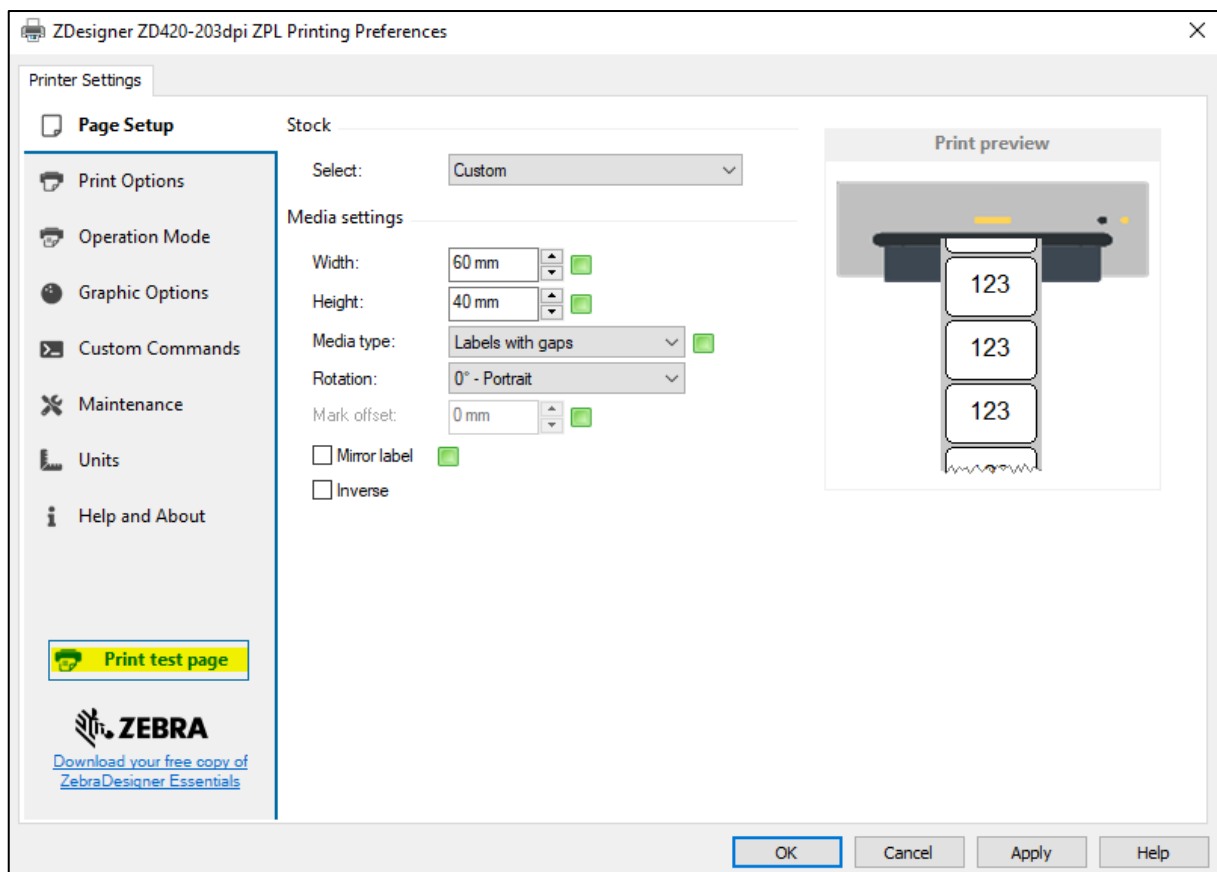 ZDesigner ZD420-203dpi ZPL Printing Preferences
Printer Settings
Page Setup
Print Options
Operation Mode
Graphic Options
Custom Commands
Maintenance
Units
Help and About
Print test page
ZEBRA
Download your free copy of
ZebraDesigner Essentials
Stock
Select: Custom
Media settings
Width: 60 mm
Height: 40 mm
Media type: Labels with gaps
Rotation: 0° - Portrait
Mark offset: 0 mm
Mirror label
Inverse
Print preview
123
123
123
OK Cancel Apply Help